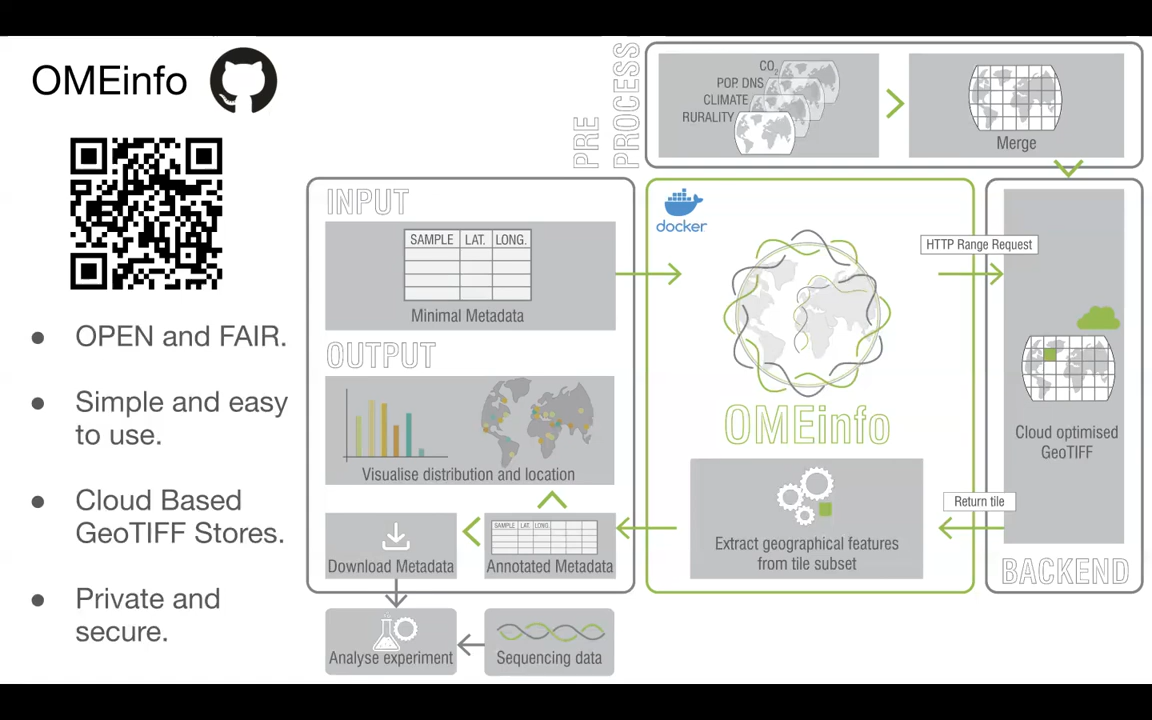 OMEinfo
● OPEN and FAIR.
● Simple and easy
to use.
● Cloud Based
GeoTIFF Stores.
● Private and
secure.
PRE
PROCESS
CO2
POP. DNS
CLIMATE
RURALITY
Merge
INPUT
SAMPLE LAT. LONG.
Minimal Metadata
OUTPUT
Visualise distribution and location
Download Metadata
SAMPLE LAT. LONG.
Annotated Metadata
Analyse experiment
Sequencing data
docker
OMEinfo
Extract geographical features
from tile subset
HTTP Range Request
Cloud optimised
GeoTIFF
Return tile
BACKEND